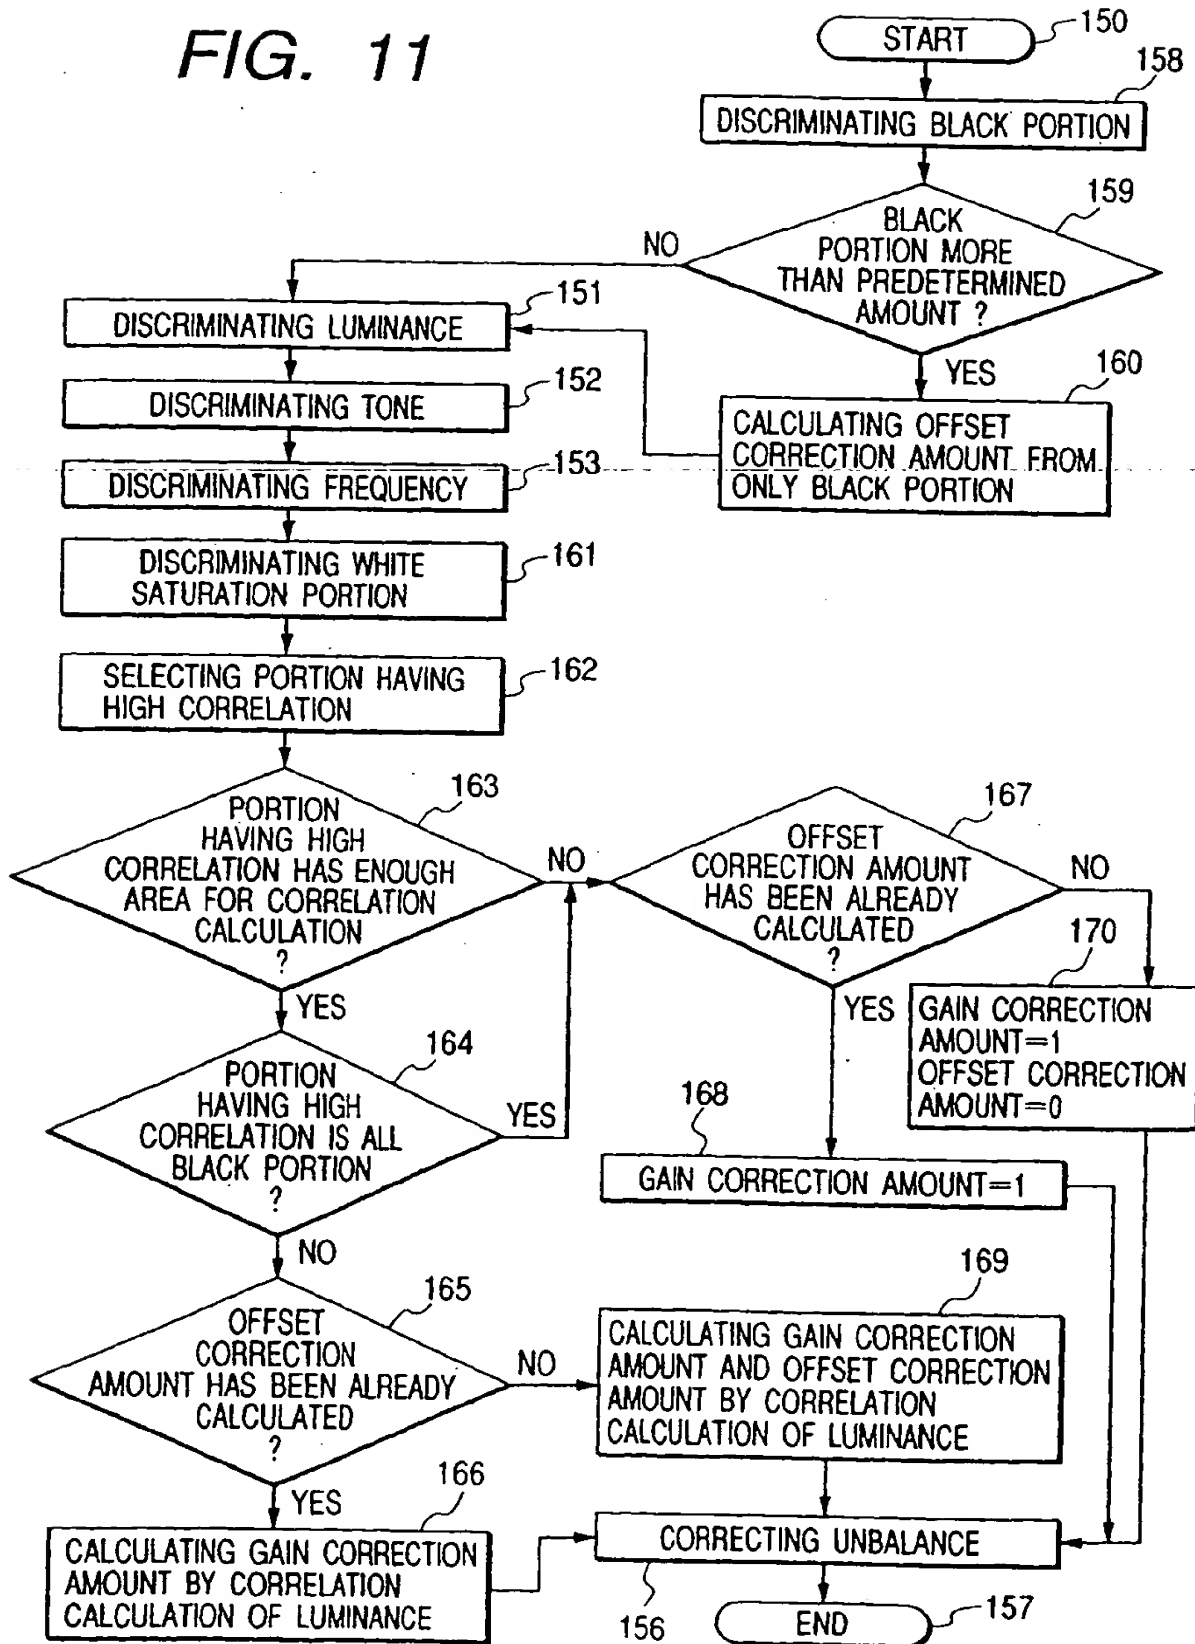 FIG. 11
START
150
158
DISCRIMINATING BLACK PORTION
159
BLACK
PORTION MORE
THAN PREDETERMINED
AMOUNT ?
NO
YES
151
DISCRIMINATING LUMINANCE
152
DISCRIMINATING TONE
153
DISCRIMINATING FREQUENCY
160
CALCULATING OFFSET
CORRECTION AMOUNT FROM
ONLY BLACK PORTION
161
DISCRIMINATING WHITE
SATURATION PORTION
162
SELECTING PORTION HAVING
HIGH CORRELATION
163
PORTION
HAVING HIGH
CORRELATION HAS ENOUGH
AREA FOR CORRELATION
CALCULATION
?
NO
YES
167
OFFSET
CORRECTION AMOUNT
HAS BEEN ALREADY
CALCULATED
?
NO
YES
170
GAIN CORRECTION
AMOUNT=1
OFFSET CORRECTION
AMOUNT=0
164
PORTION
HAVING HIGH
CORRELATION IS ALL
BLACK PORTION
?
YES
NO
168
GAIN CORRECTION AMOUNT=1
165
OFFSET
CORRECTION
AMOUNT HAS BEEN ALREADY
CALCULATED
?
NO
YES
169
CALCULATING GAIN CORRECTION
AMOUNT AND OFFSET CORRECTION
AMOUNT BY CORRELATION
CALCULATION OF LUMINANCE
166
CALCULATING GAIN CORRECTION
AMOUNT BY CORRELATION
CALCULATION OF LUMINANCE
CORRECTING UNBALANCE
156
END
157